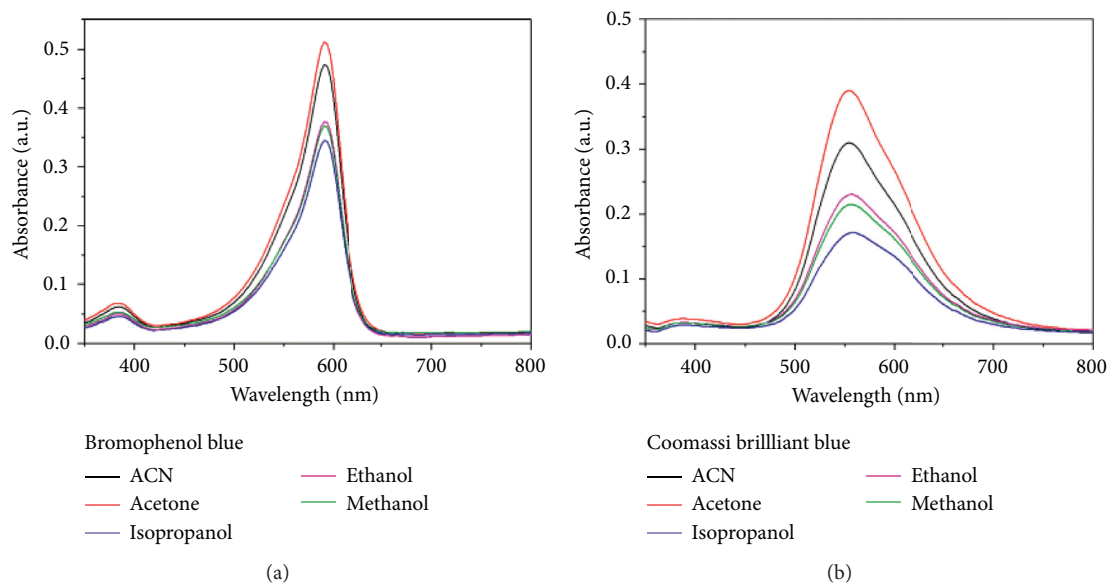 0.5
0.4
0.3
0.2
0.1
0.0
Absorbance (a.u.)
400 500 600 700 800
Wavelength (nm)
Bromophenol blue
ACN
Acetone
Isopropanol
Ethanol
Methanol
(a)
0.5
0.4
0.3
0.2
0.1
0.0
Absorbance (a.u.)
400 500 600 700 800
Wavelength (nm)
Coomassi brillliant blue
ACN
Acetone
Isopropanol
Ethanol
Methanol
(b)